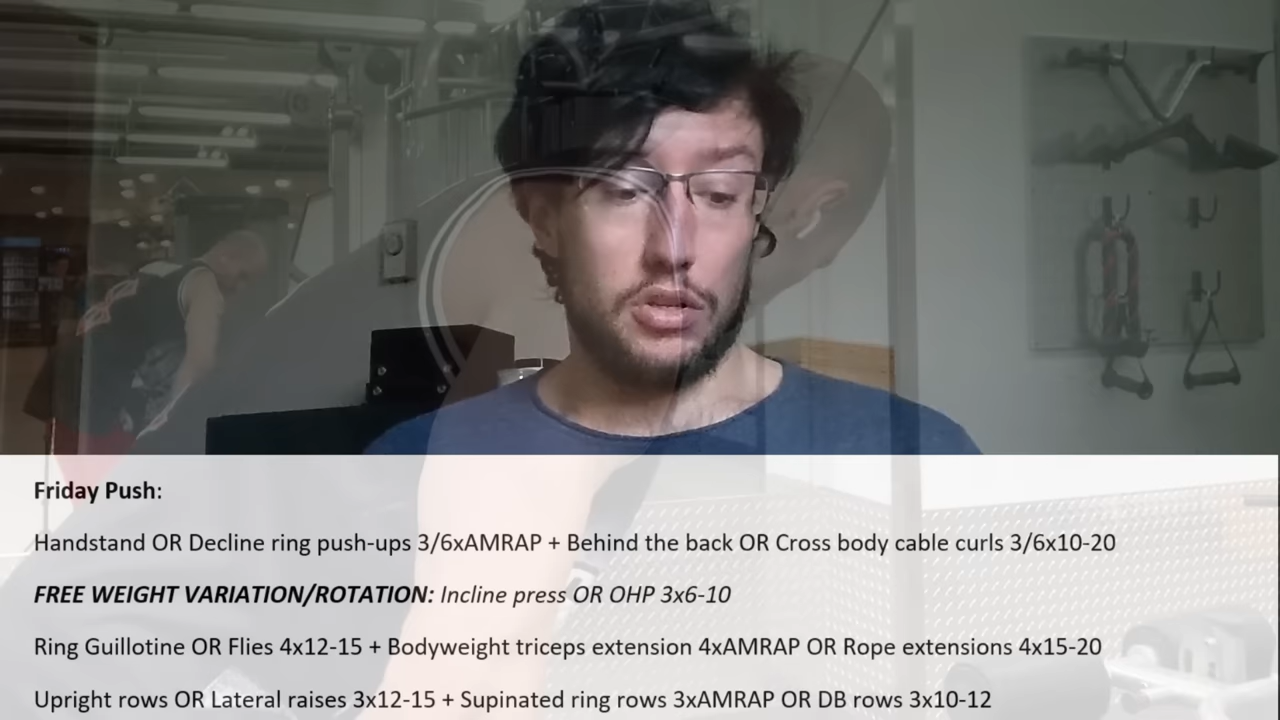 Friday Push:
Handstand OR Decline ring push-ups 3/6xAMRAP + Behind the back OR Cross body cable curls 3/6x10-20
FREE WEIGHT VARIATION/ROTATION: Incline press OR OHP 3x6-10
Ring Guillotine OR Flies 4x12-15 + Bodyweight triceps extension 4xAMRAP OR Rope extensions 4x15-20
Upright rows OR Lateral raises 3x12-15 + Supinated ring rows 3xAMRAP OR DB rows 3x10-12